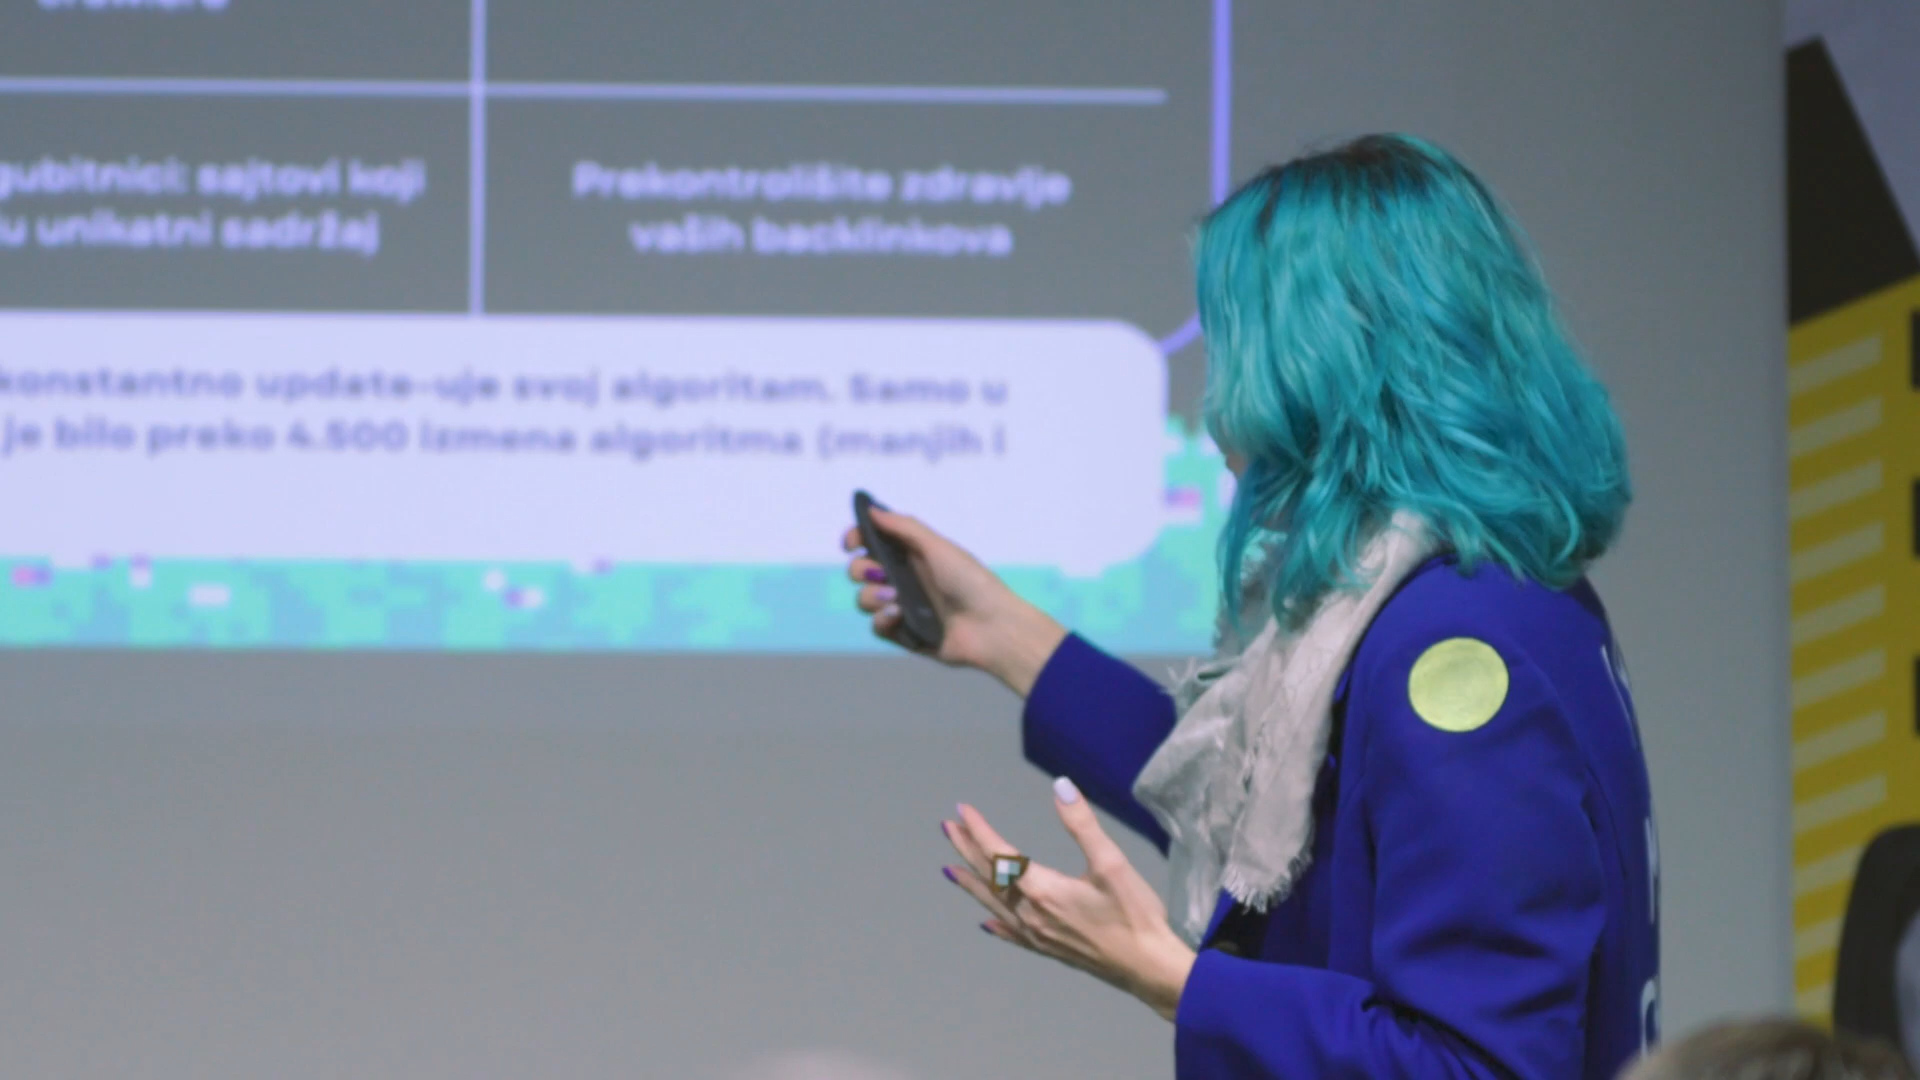 gubitnici: sajtovi koji
u unikatni sadržaj
Prekontrolišite zdravlje
vaših backlinkova
konstantno update-uje svoj algoritam. Samo u
je bilo preko 4.500 izmena algoritma (manjih i